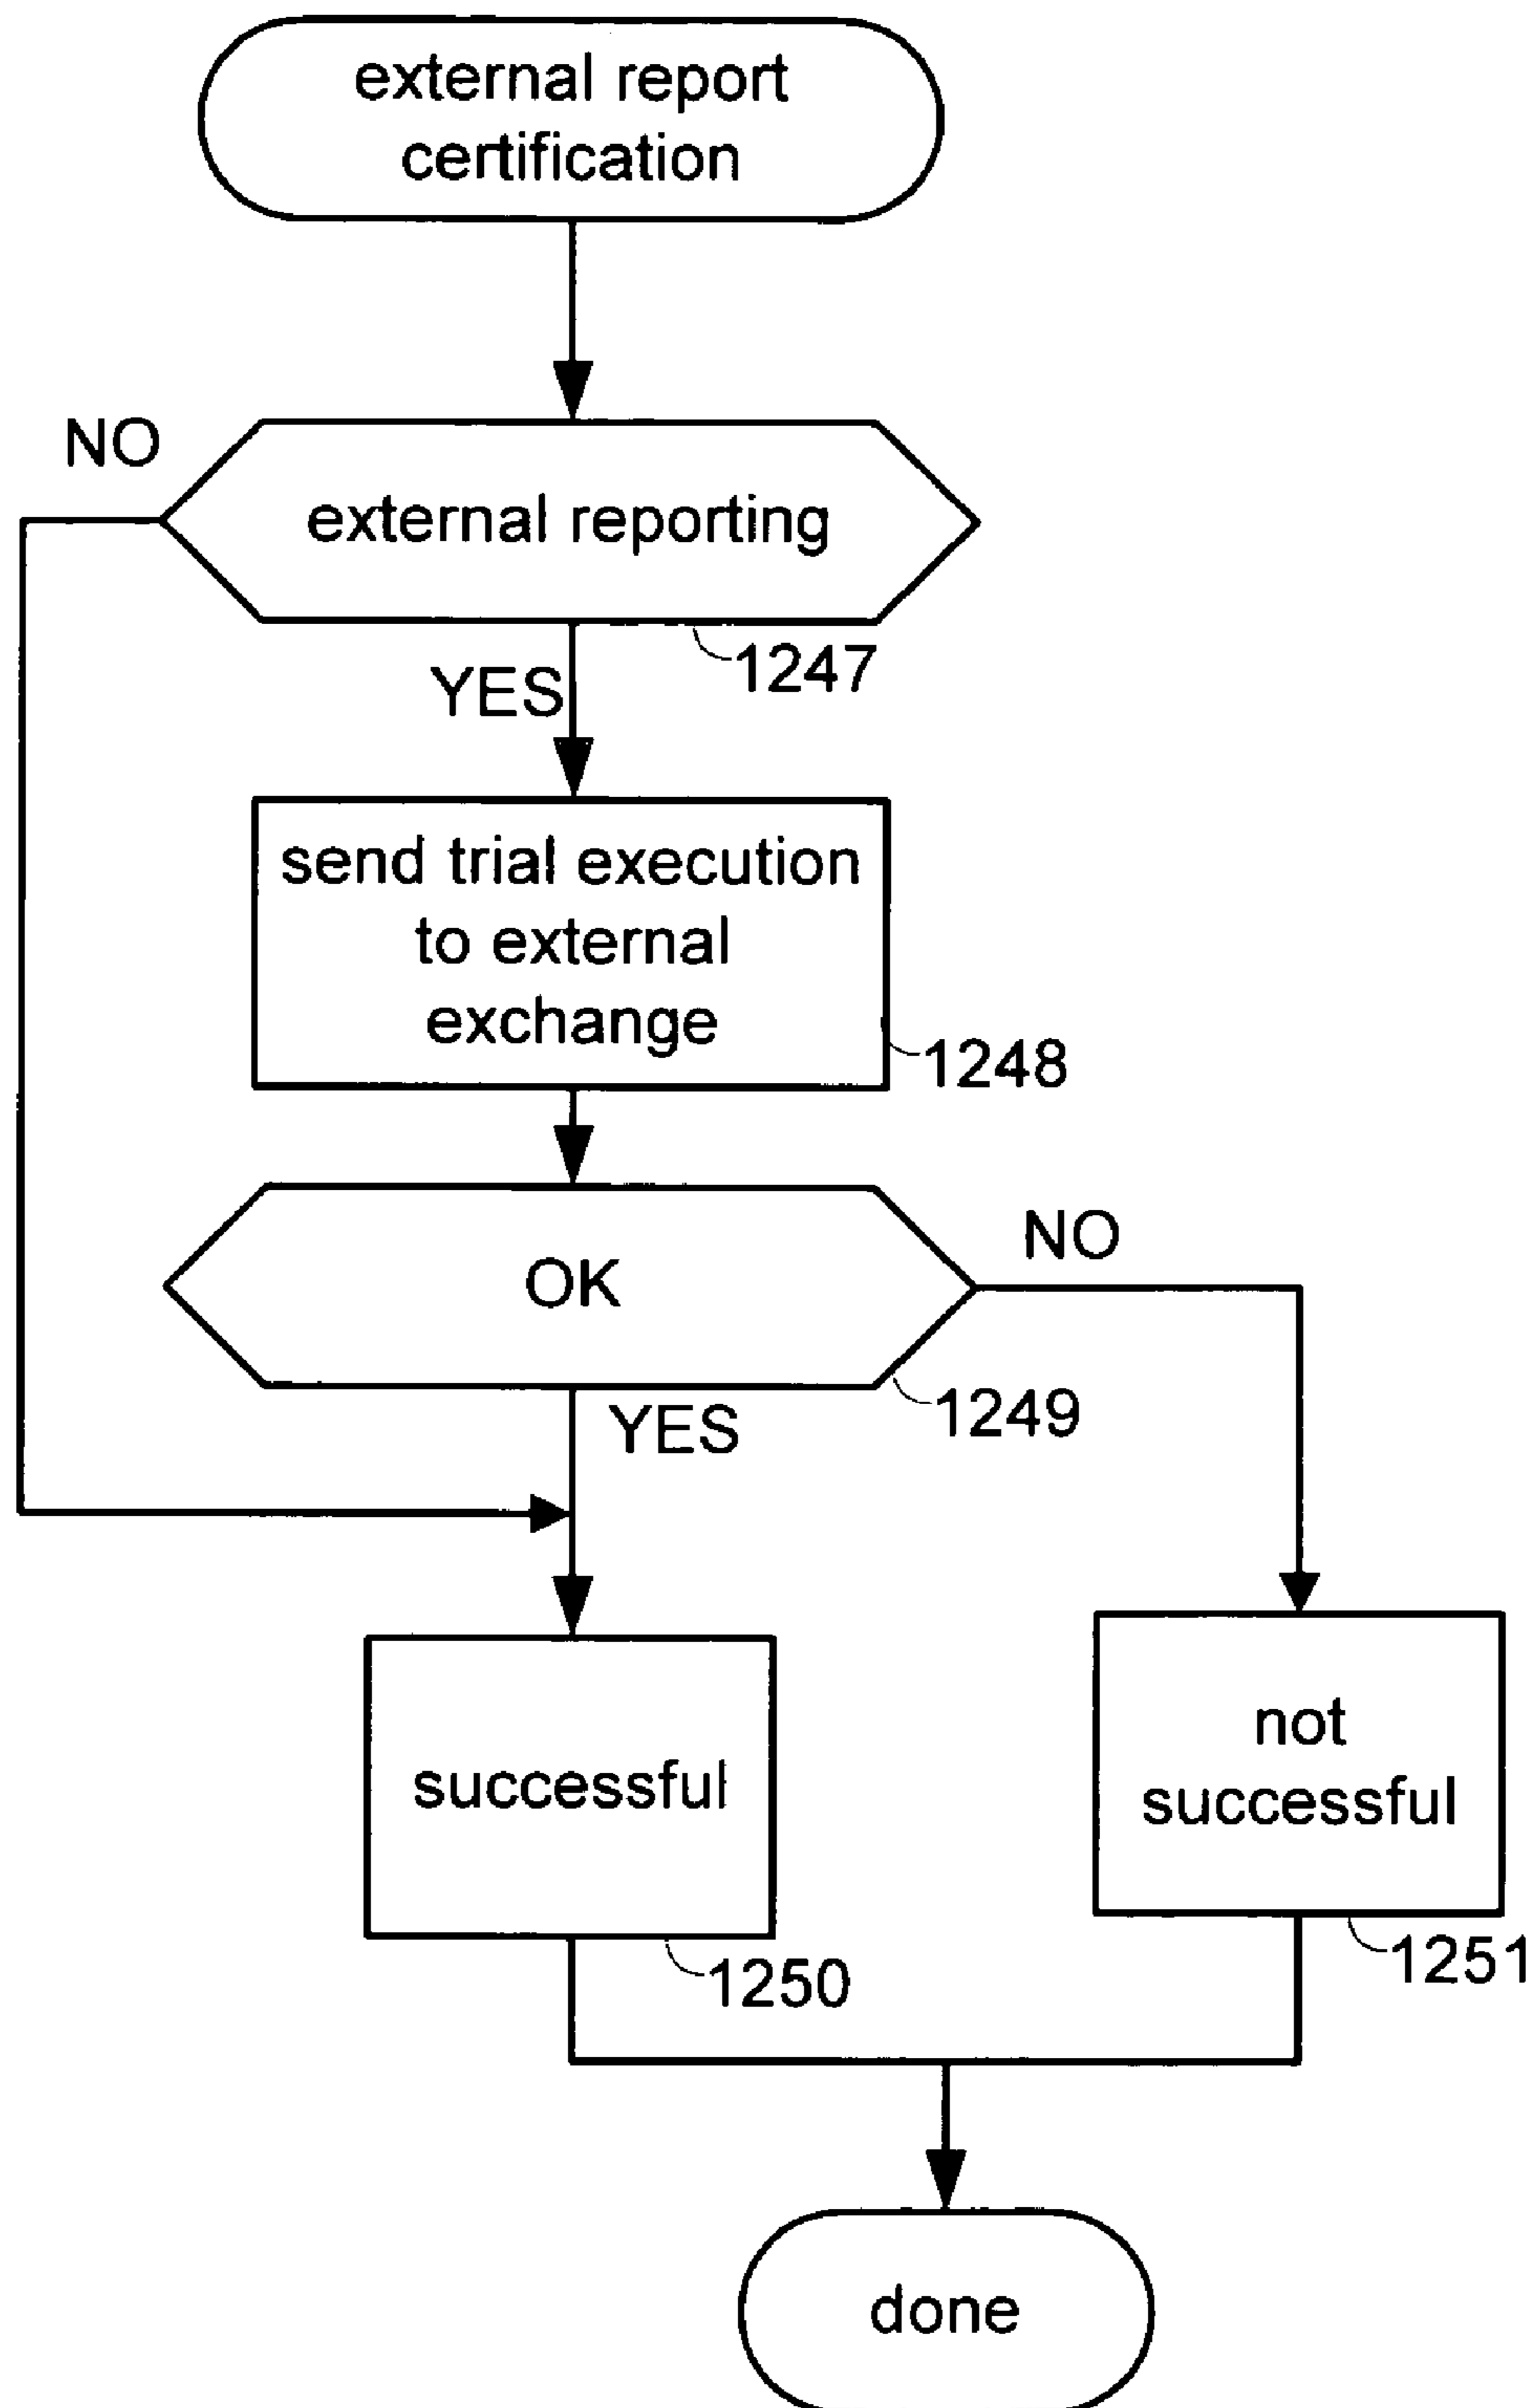 external report
certification
NO
external reporting
1247
YES
send trial execution
to external
exchange
1248
OK
NO
1249
YES
successful
not
successful
1250
1251
done